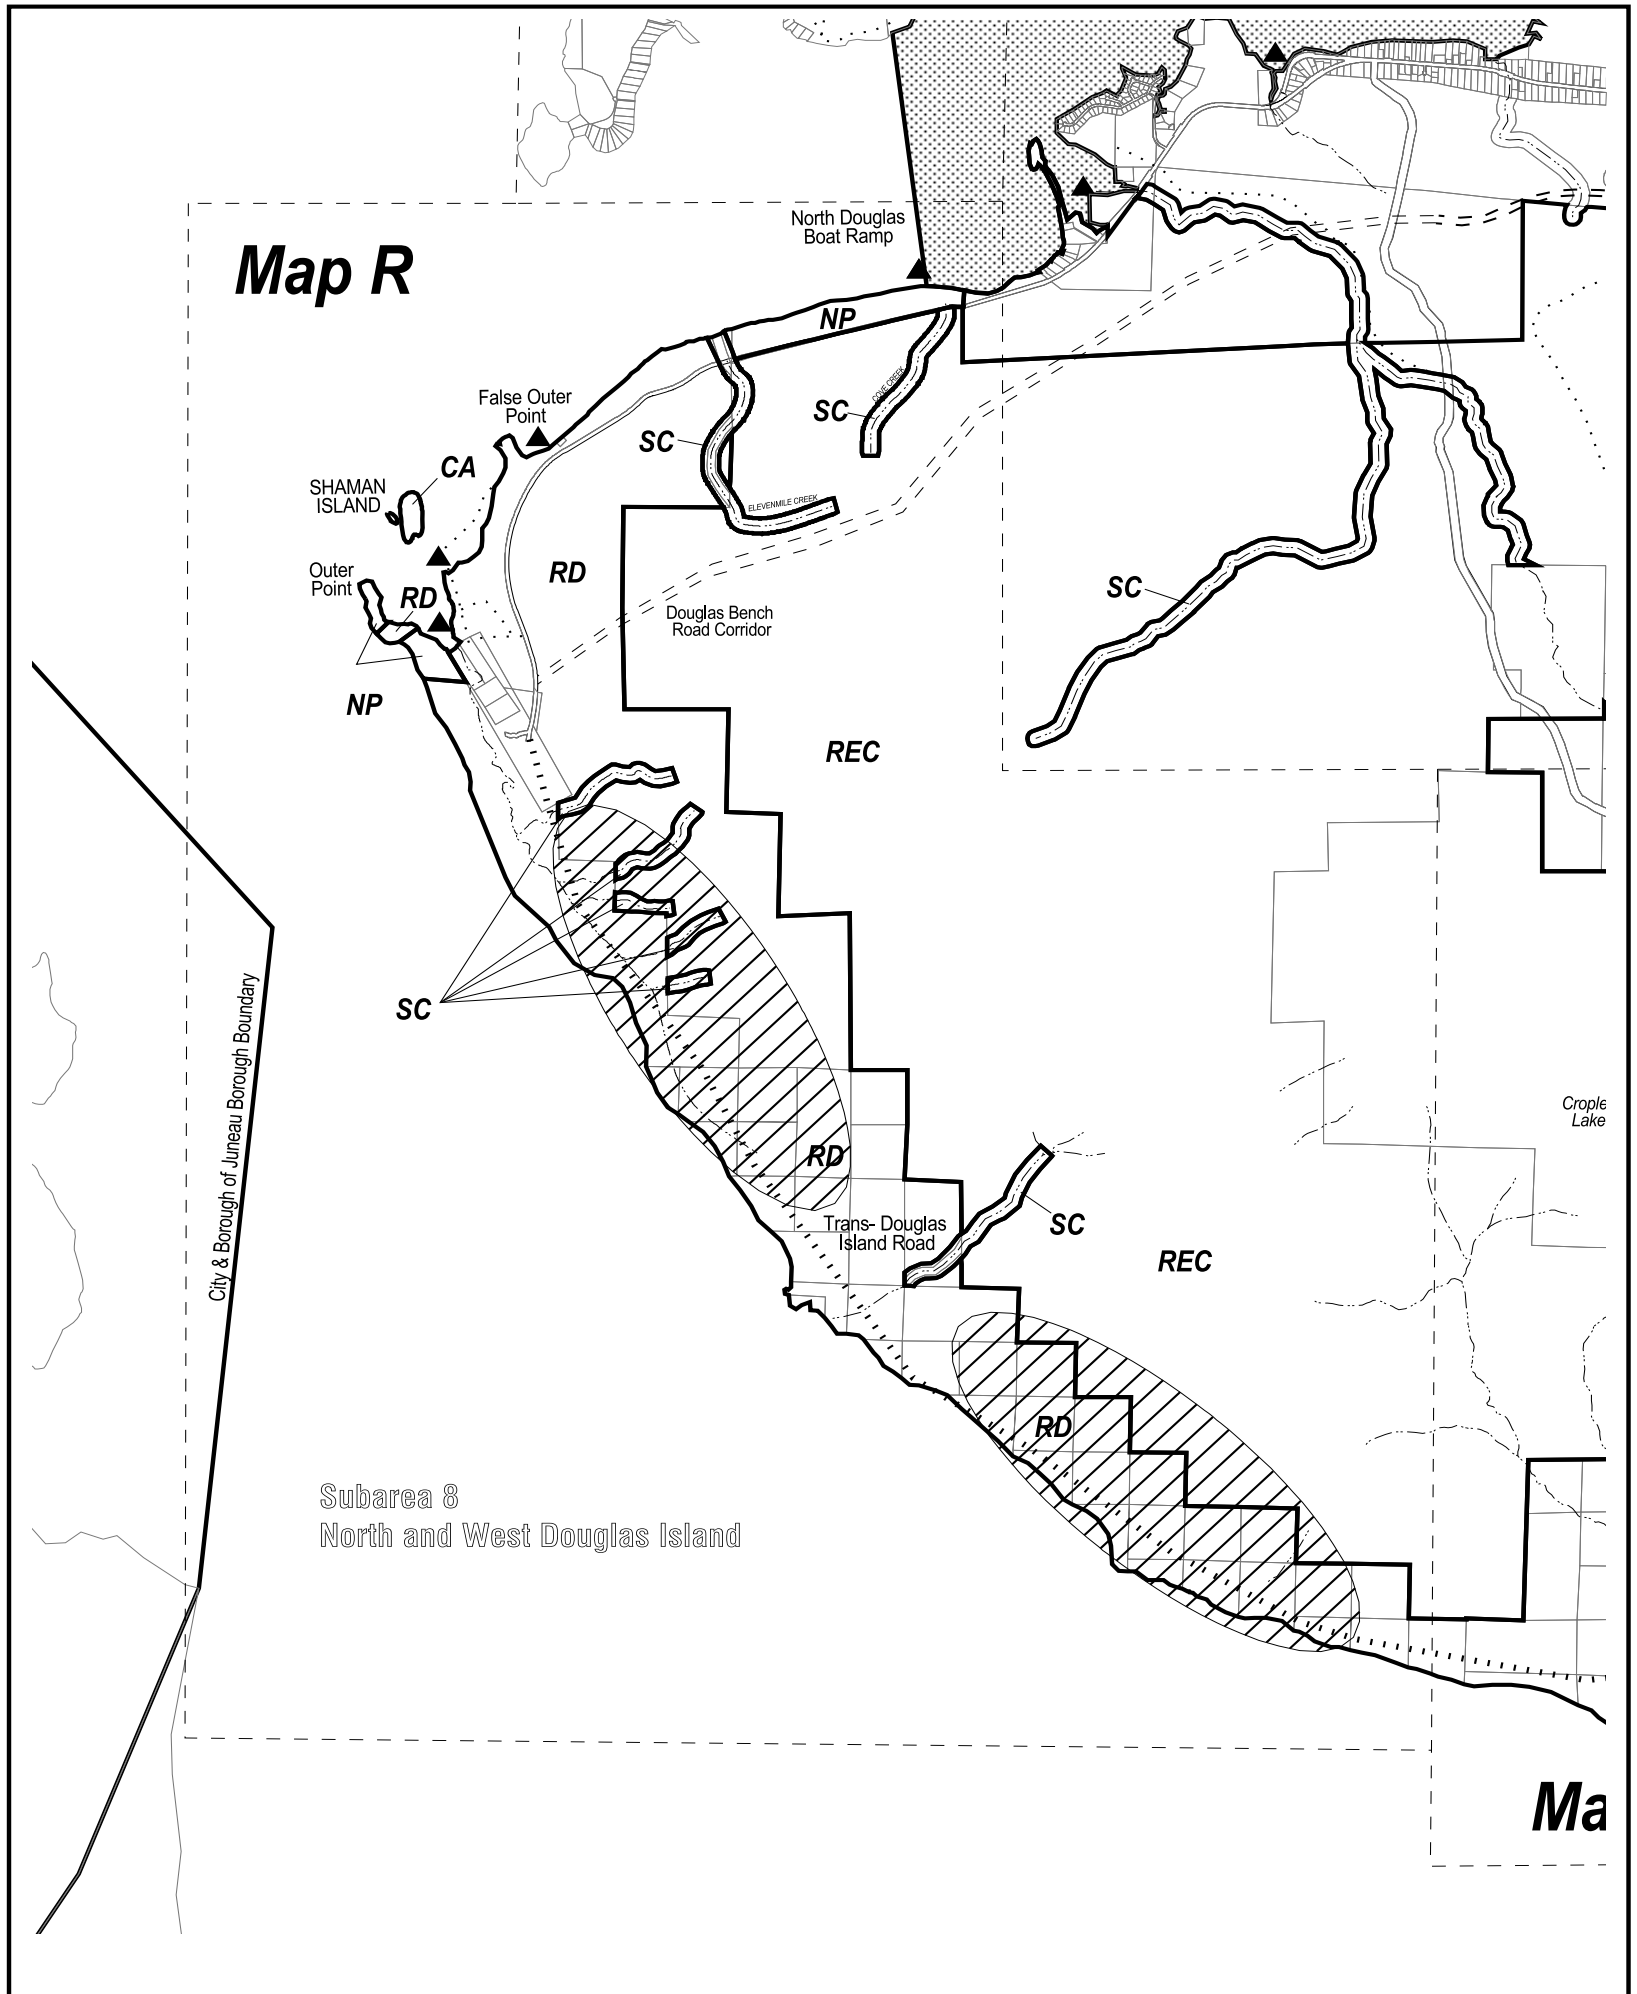 North Douglas
Boat Ramp
Map R
NP
COVE CREEK
False Outer
Point
SC
SC
CA
SHAMAN
ISLAND
ELEVENMILE CREEK
Outer
Point
RD
RD
SC
Douglas Bench
Road Corridor
NP
REC
SC
City & Borough of Juneau Borough Boundary
Crople
Lake
RD
Trans- Douglas
Island Road
SC
REC
RD
Subarea 8
North and West Douglas Island
Ma